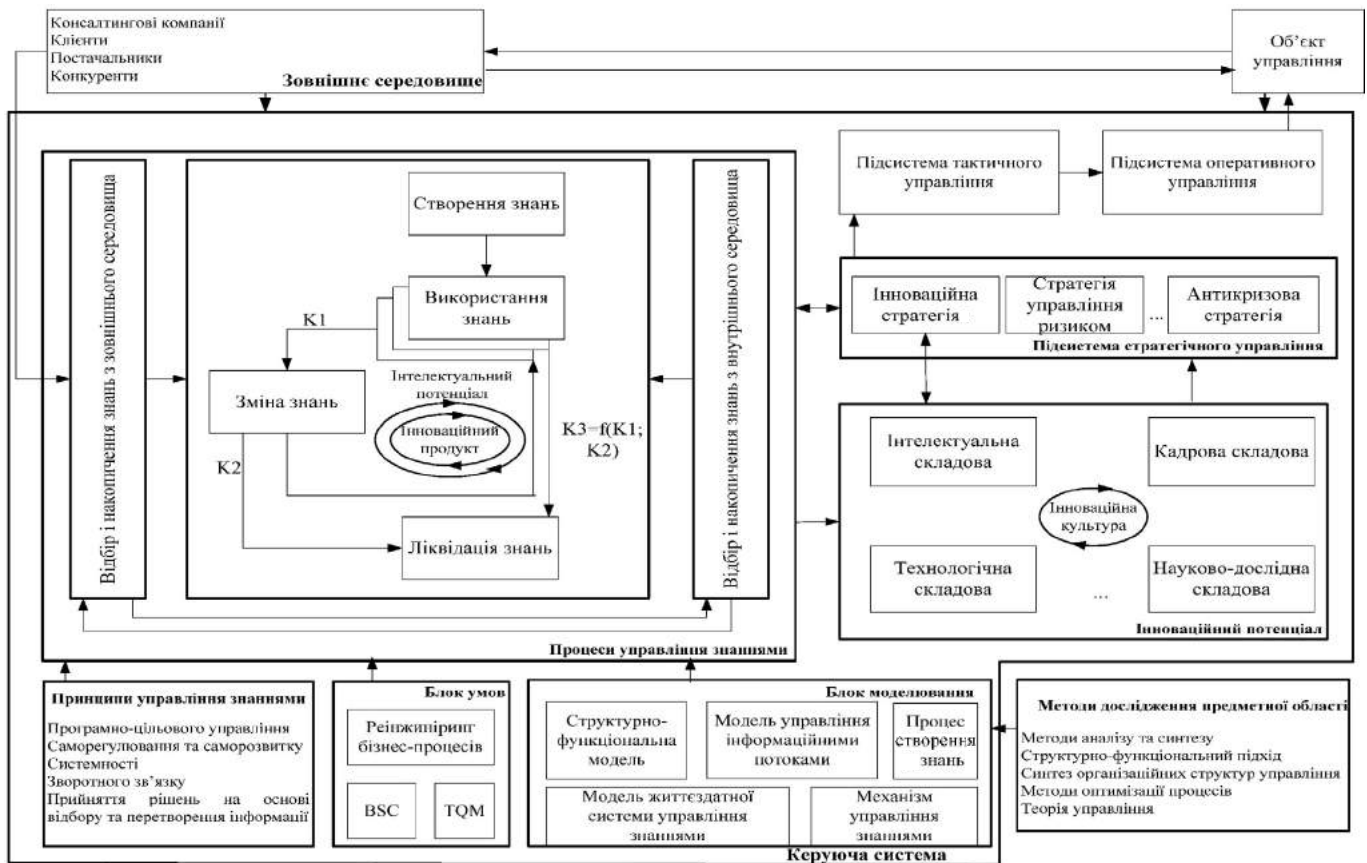 Консалтингові компанії
Клієнти
Постачальники
Конкуренти
Зовнішнє середовище
Об’єкт
управління
Відбір і накопичення знань з зовнішнього середовища
Створення знань
Використання
знань
K1
Зміна знань
Інтелектуальний
потенціал
Інноваційний
продукт
K3=f(K1;
K2)
K2
Ліквідація знань
Відбір і накопичення знань з внутрішнього середовища
Процеси управління знаннями
Підсистема тактичного
управління
Підсистема оперативного
управління
Інноваційна
стратегія
Стратегія
управління
ризиком
...
Антикризова
стратегія
Підсистема стратегічного управління
Інтелектуальна
складова
Кадрова складова
Інноваційна
культура
Технологічна
складова
...
Науково-дослідна
складова
Інноваційний потенціал
Принципи управління знаннями
Програмно-цільового управління
Саморегулювання та саморозвитку
Системності
Зворотного зв’язку
Прийняття рішень на основі
відбору та перетворення інформації
Блок умов
Реінжиніринг
бізнес-процесів
BSC
TQM
Блок моделювання
Структурно-
функціональна
модель
Модель управління
інформаційними
потоками
Процес
створення
знань
Модель життєздатної
системи управління
знаннями
Механізм
управління
знаннями
Методи дослідження предметної області
Методи аналізу та синтезу
Структурно-функціональний підхід
Синтез організаційних структур управління
Методи оптимізації процесів
Теорія управління
Керуюча система